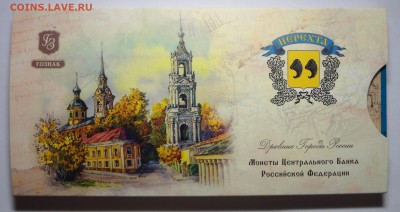 COINS.LAVE.RU
ГОЗНАК
НЕРЕХТА
Древние Города России
Монеты Центрального Банка
Российской Федерации